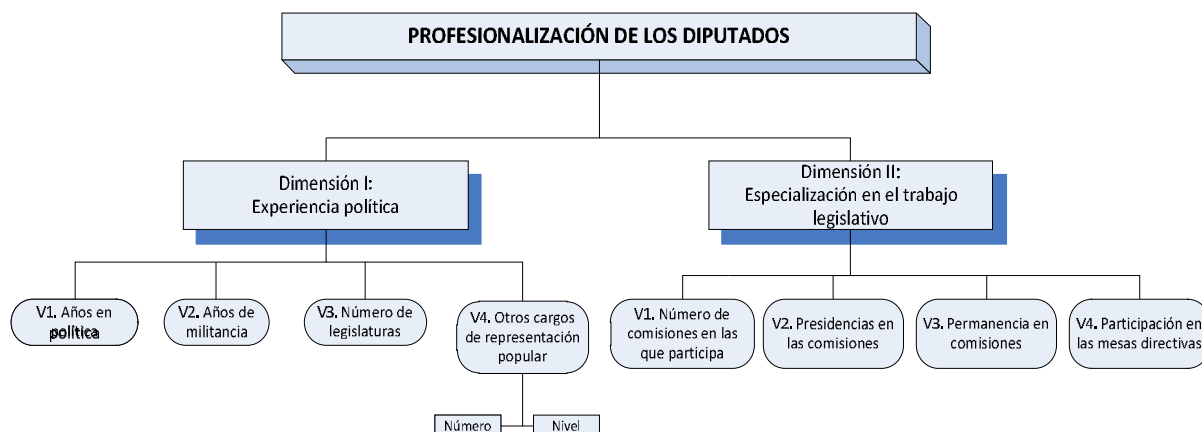 PROFESIONALIZACIÓN DE LOS DIPUTADOS
Dimensión I:
Experiencia política
Dimensión II:
Especialización en el trabajo
legislativo
V1. Años en
política
V2. Años de
militancia
V3. Número de
legislaturas
V4. Otros cargos
de representación
popular
V1. Número de
comisiones en las
que participa
V2. Presidencias en
las comisiones
V3. Permanencia en
comisiones
V4. Participación en
las mesas directivas
Número
Nivel